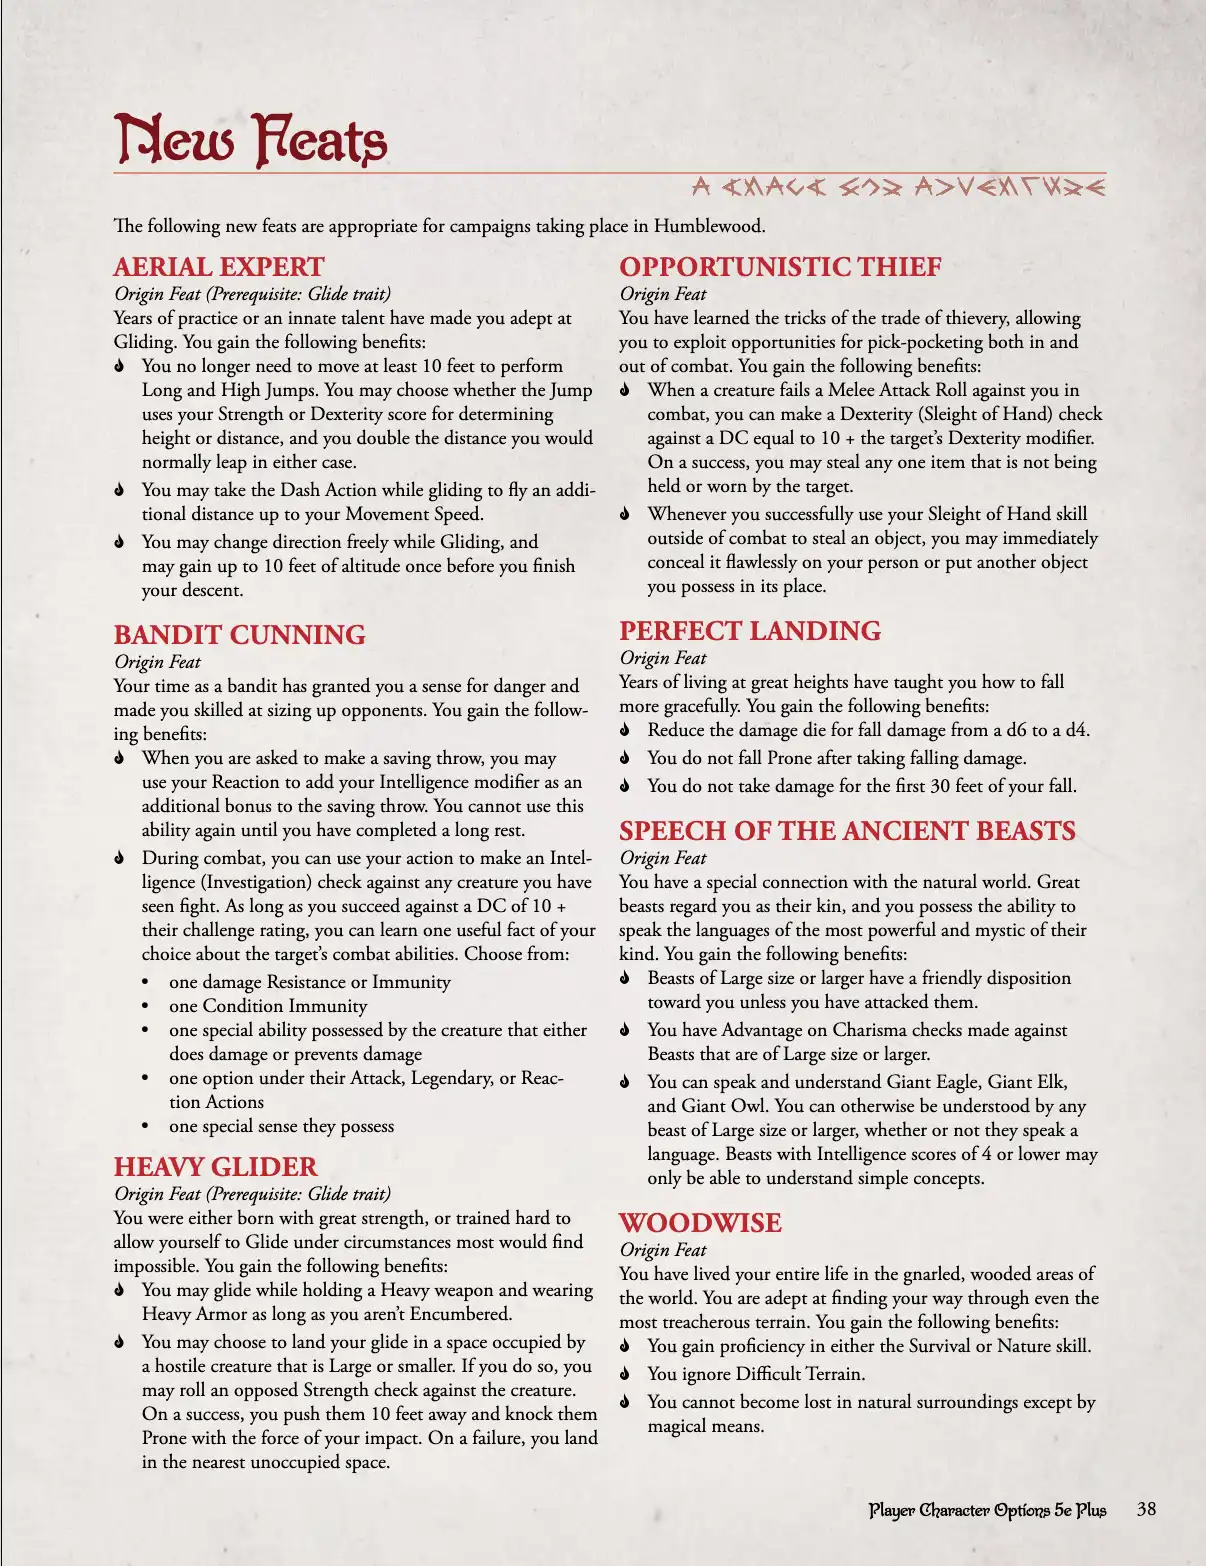 New Feats
The following new feats are appropriate for campaigns taking place in Humblewood.
AERIAL EXPERT
Origin Feat (Prerequisite: Glide trait)
Years of practice or an innate talent have made you adept at
Gliding. You gain the following benefits:
You no longer need to move at least 10 feet to perform
Long and High Jumps. You may choose whether the Jump
uses your Strength or Dexterity score for determining
height or distance, and you double the distance you would
normally leap in either case.
You may take the Dash Action while gliding to fly an addi-
tional distance up to your Movement Speed.
You may change direction freely while Gliding, and
may gain up to 10 feet of altitude once before you finish
your descent.
BANDIT CUNNING
Origin Feat
Your time as a bandit has granted you a sense for danger and
made you skilled at sizing up opponents. You gain the follow-
ing benefits:
When you are asked to make a saving throw, you may
use your Reaction to add your Intelligence modifier as an
additional bonus to the saving throw. You cannot use this
ability again until you have completed a long rest.
During combat, you can use your action to make an Intel-
ligence (Investigation) check against any creature you have
seen fight. As long as you succeed against a DC of 10 +
their challenge rating, you can learn one useful fact of your
choice about the target's combat abilities. Choose from:
• one damage Resistance or Immunity
• one Condition Immunity
• one special ability possessed by the creature that either
does damage or prevents damage
• one option under their Attack, Legendary, or Reac-
tion Actions
• one special sense they possess
HEAVY GLIDER
Origin Feat (Prerequisite: Glide trait)
You were either born with great strength, or trained hard to
allow yourself to Glide under circumstances most would find
impossible. You gain the following benefits:
You may glide while holding a Heavy weapon and wearing
Heavy Armor as long as you aren't Encumbered.
You may choose to land your glide in a space occupied by
a hostile creature that is Large or smaller. If you do so, you
may roll an opposed Strength check against the creature.
On a success, you push them 10 feet away and knock them
Prone with the force of your impact. On a failure, you land
in the nearest unoccupied space.
OPPORTUNISTIC THIEF
Origin Feat
You have learned the tricks of the trade of thievery, allowing
you to exploit opportunities for pick-pocketing both in and
out of combat. You gain the following benefits:
When a creature fails a Melee Attack Roll against you in
combat, you can make a Dexterity (Sleight of Hand) check
against a DC equal to 10 + the target's Dexterity modifier.
On a success, you may steal any one item that is not being
held or worn by the target.
Whenever you successfully use your Sleight of Hand skill
outside of combat to steal an object, you may immediately
conceal it flawlessly on your person or put another object
you possess in its place.
PERFECT LANDING
Origin Feat
Years of living at great heights have taught you how to fall
more gracefully. You gain the following benefits:
Reduce the damage die for fall damage from a d6 to a d4.
You do not fall Prone after taking falling damage.
You do not take damage for the first 30 feet of your fall.
SPEECH OF THE ANCIENT BEASTS
Origin Feat
You have a special connection with the natural world. Great
beasts regard you as their kin, and you possess the ability to
speak the languages of the most powerful and mystic of their
kind. You gain the following benefits:
Beasts of Large size or larger have a friendly disposition
toward you unless you have attacked them.
You have Advantage on Charisma checks made against
Beasts that are of Large size or larger.
You can speak and understand Giant Eagle, Giant Elk,
and Giant Owl. You can otherwise be understood by any
beast of Large size or larger, whether or not they speak a
language. Beasts with Intelligence scores of 4 or lower may
only be able to understand simple concepts.
WOODWISE
Origin Feat
You have lived your entire life in the gnarled, wooded areas of
the world. You are adept at finding your way through even the
most treacherous terrain. You gain the following benefits:
You gain proficiency in either the Survival or Nature skill.
You ignore Difficult Terrain.
You cannot become lost in natural surroundings except by
magical means.
Player Character Options 5e Plus 38